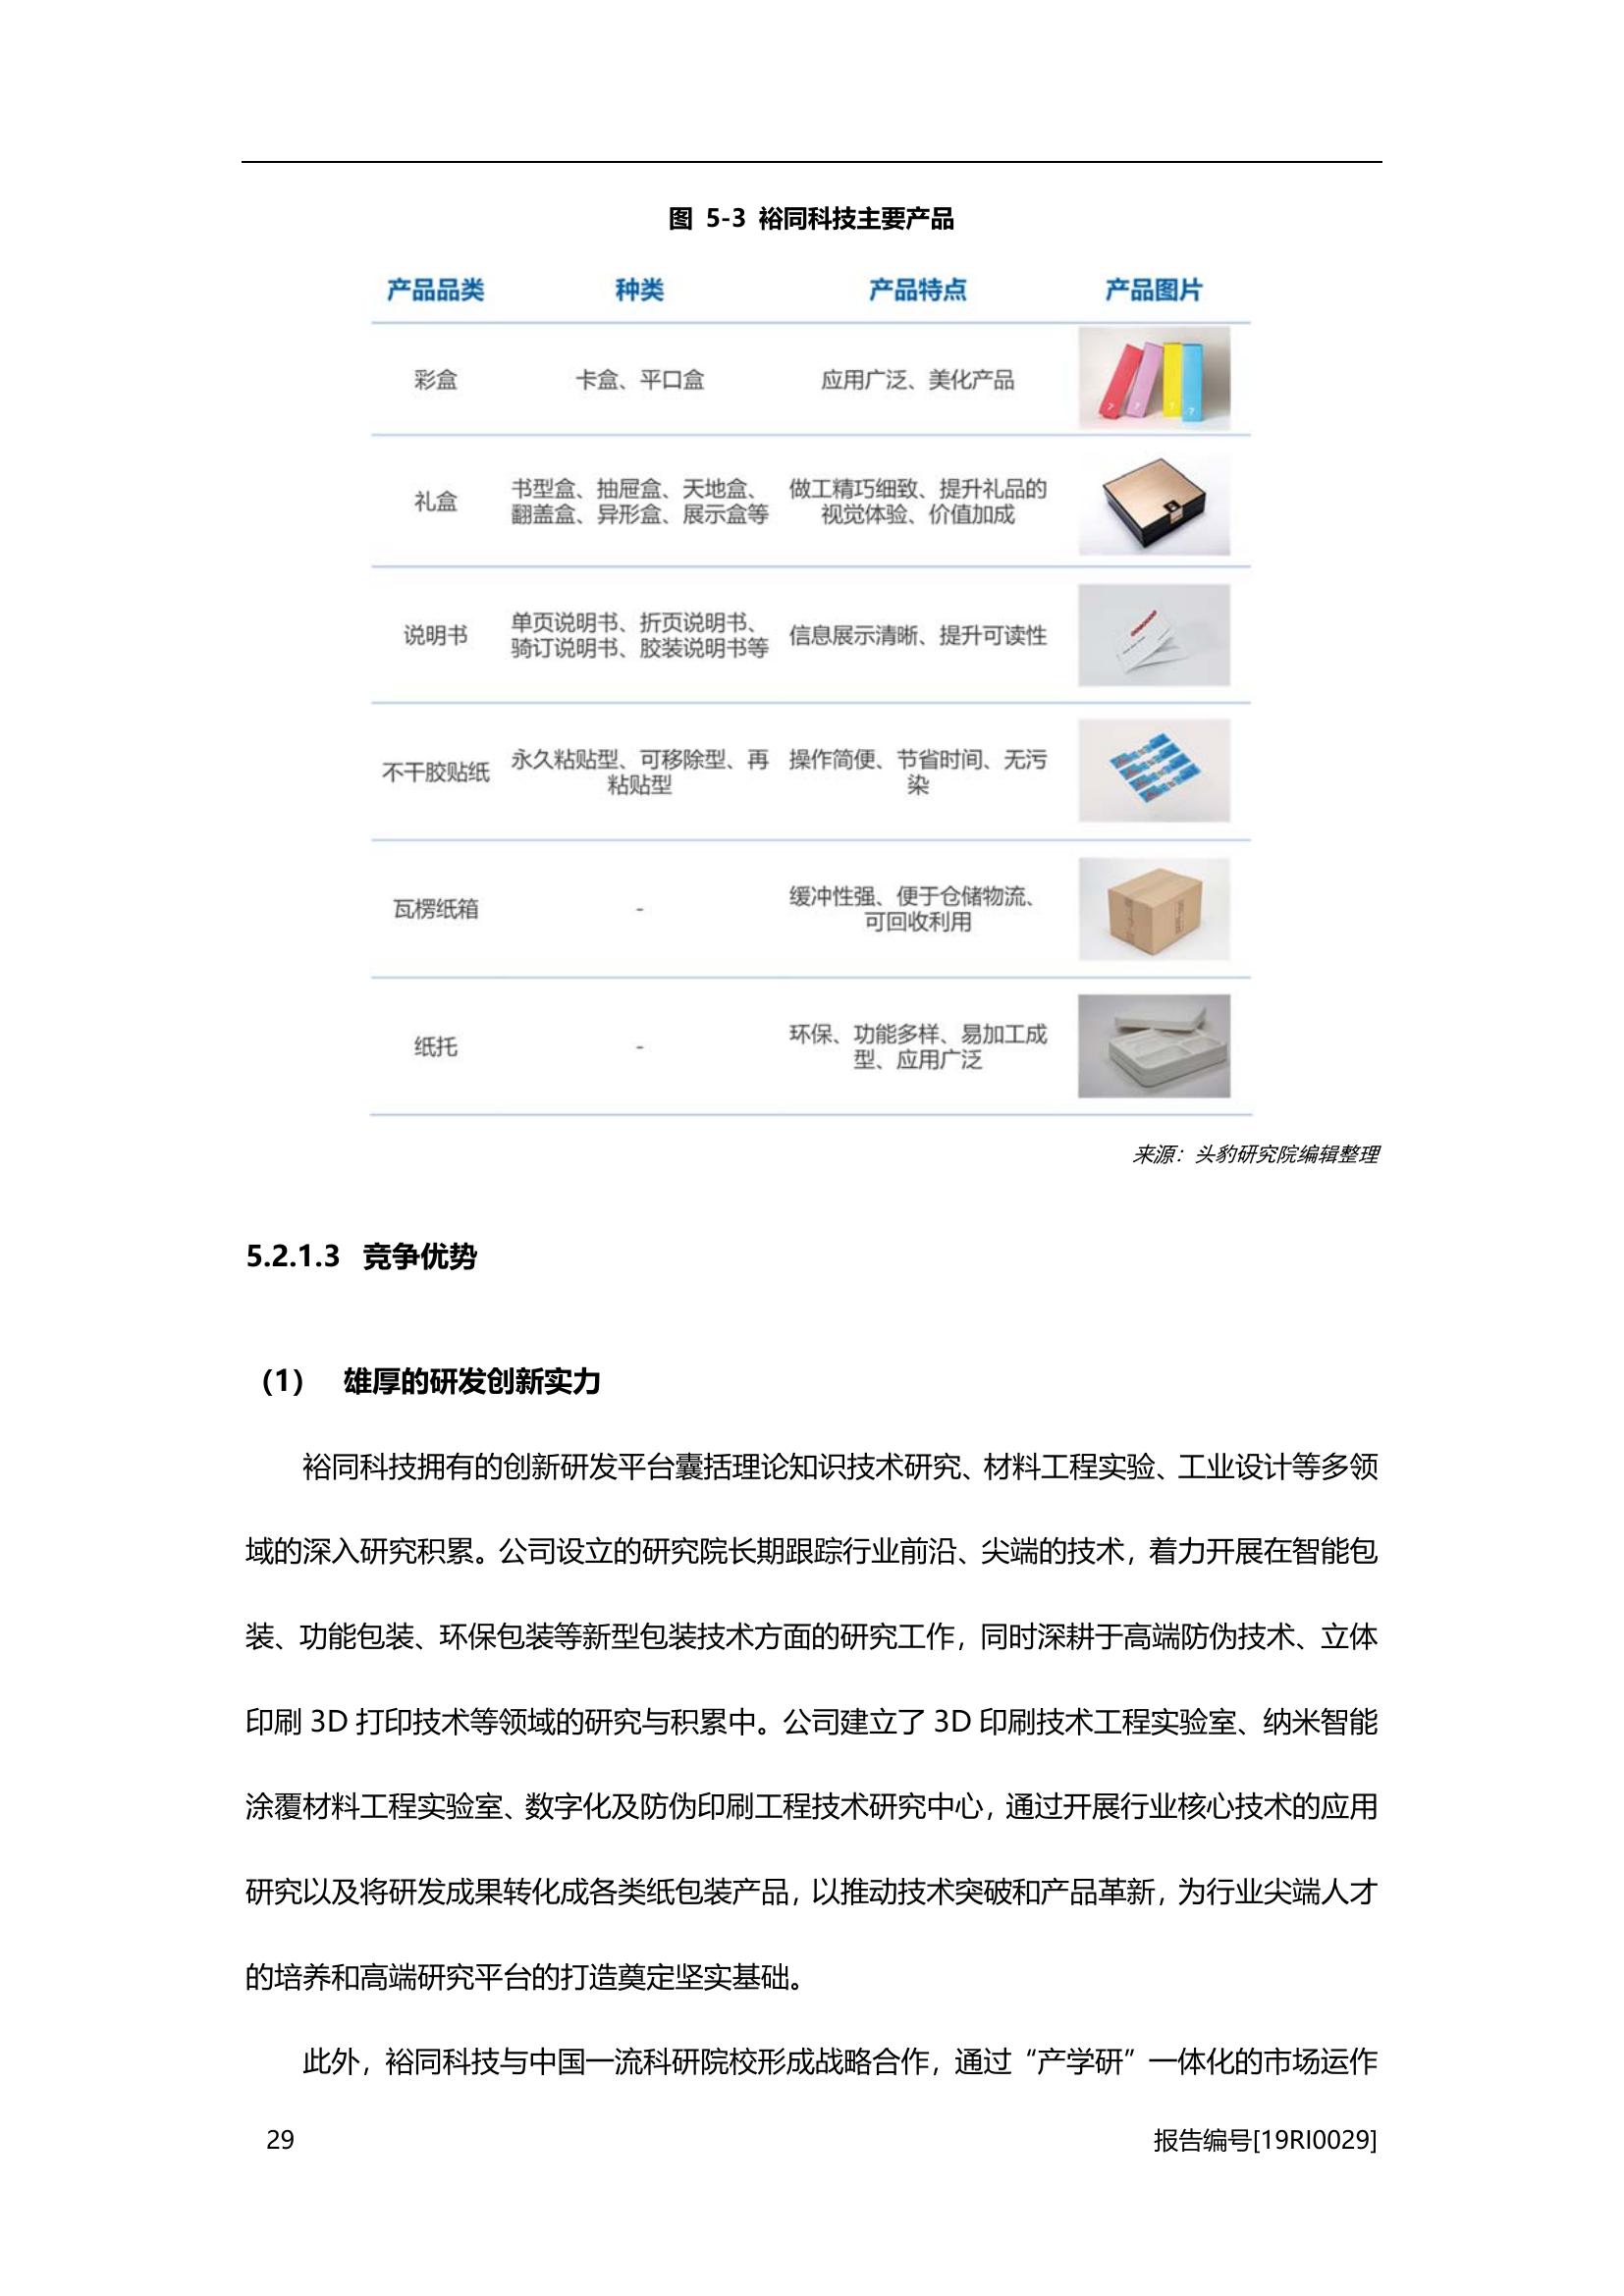 图 5-3 裕同科技主要产品
产品品类 种类 产品特点 产品图片
彩盒 卡盒、平口盒 应用广泛、美化产品
礼盒 书型盒、抽屉盒、天地盒、 做工精巧细致、提升礼品的
翻盖盒、异形盒、展示盒等 视觉体验、价值加成
说明书 单页说明书、折页说明书、 信息展示清晰、提升可读性
骑订说明书、胶装说明书等
不干胶贴纸 永久粘贴型、可移除型、再 操作简便、节省时间、无污
粘贴型 染
瓦楞纸箱 - 缓冲性强、便于仓储物流、
可回收利用
纸托 - 环保、功能多样、易加工成
型、应用广泛
来源：头豹研究院编辑整理
5.2.1.3 竞争优势
（1） 雄厚的研发创新实力
裕同科技拥有的创新研发平台囊括理论知识技术研究、材料工程实验、工业设计等多领
域的深入研究积累。公司设立的研究院长期跟踪行业前沿、尖端的技术，着力开展在智能包
装、功能包装、环保包装等新型包装技术方面的研究工作，同时深耕于高端防伪技术、立体
印刷 3D 打印技术等领域的研究与积累中。公司建立了 3D 印刷技术工程实验室、纳米智能
涂覆材料工程实验室、数字化及防伪印刷工程技术研究中心，通过开展行业核心技术的应用
研究以及将研发成果转化成各类纸包装产品，以推动技术突破和产品革新，为行业尖端人才
的培养和高端研究平台的打造奠定坚实基础。
此外，裕同科技与中国一流科研院校形成战略合作，通过“产学研”一体化的市场运作
29 报告编号[19RI0029]